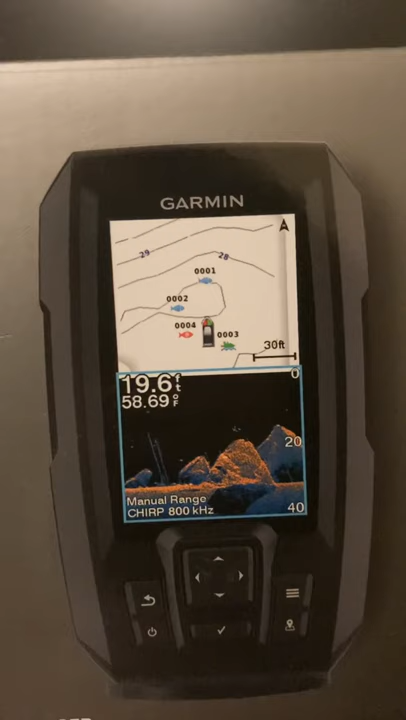 GARMIN
29
28
0001
0002
0004
0003
30ft
0
19.6ft
58.69°F
20
Manual Range
CHIRP 800 kHz
40